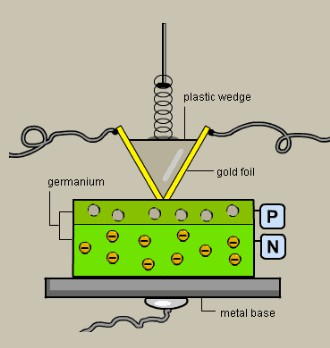 plastic wedge
gold foil
germanium
P
N
metal base